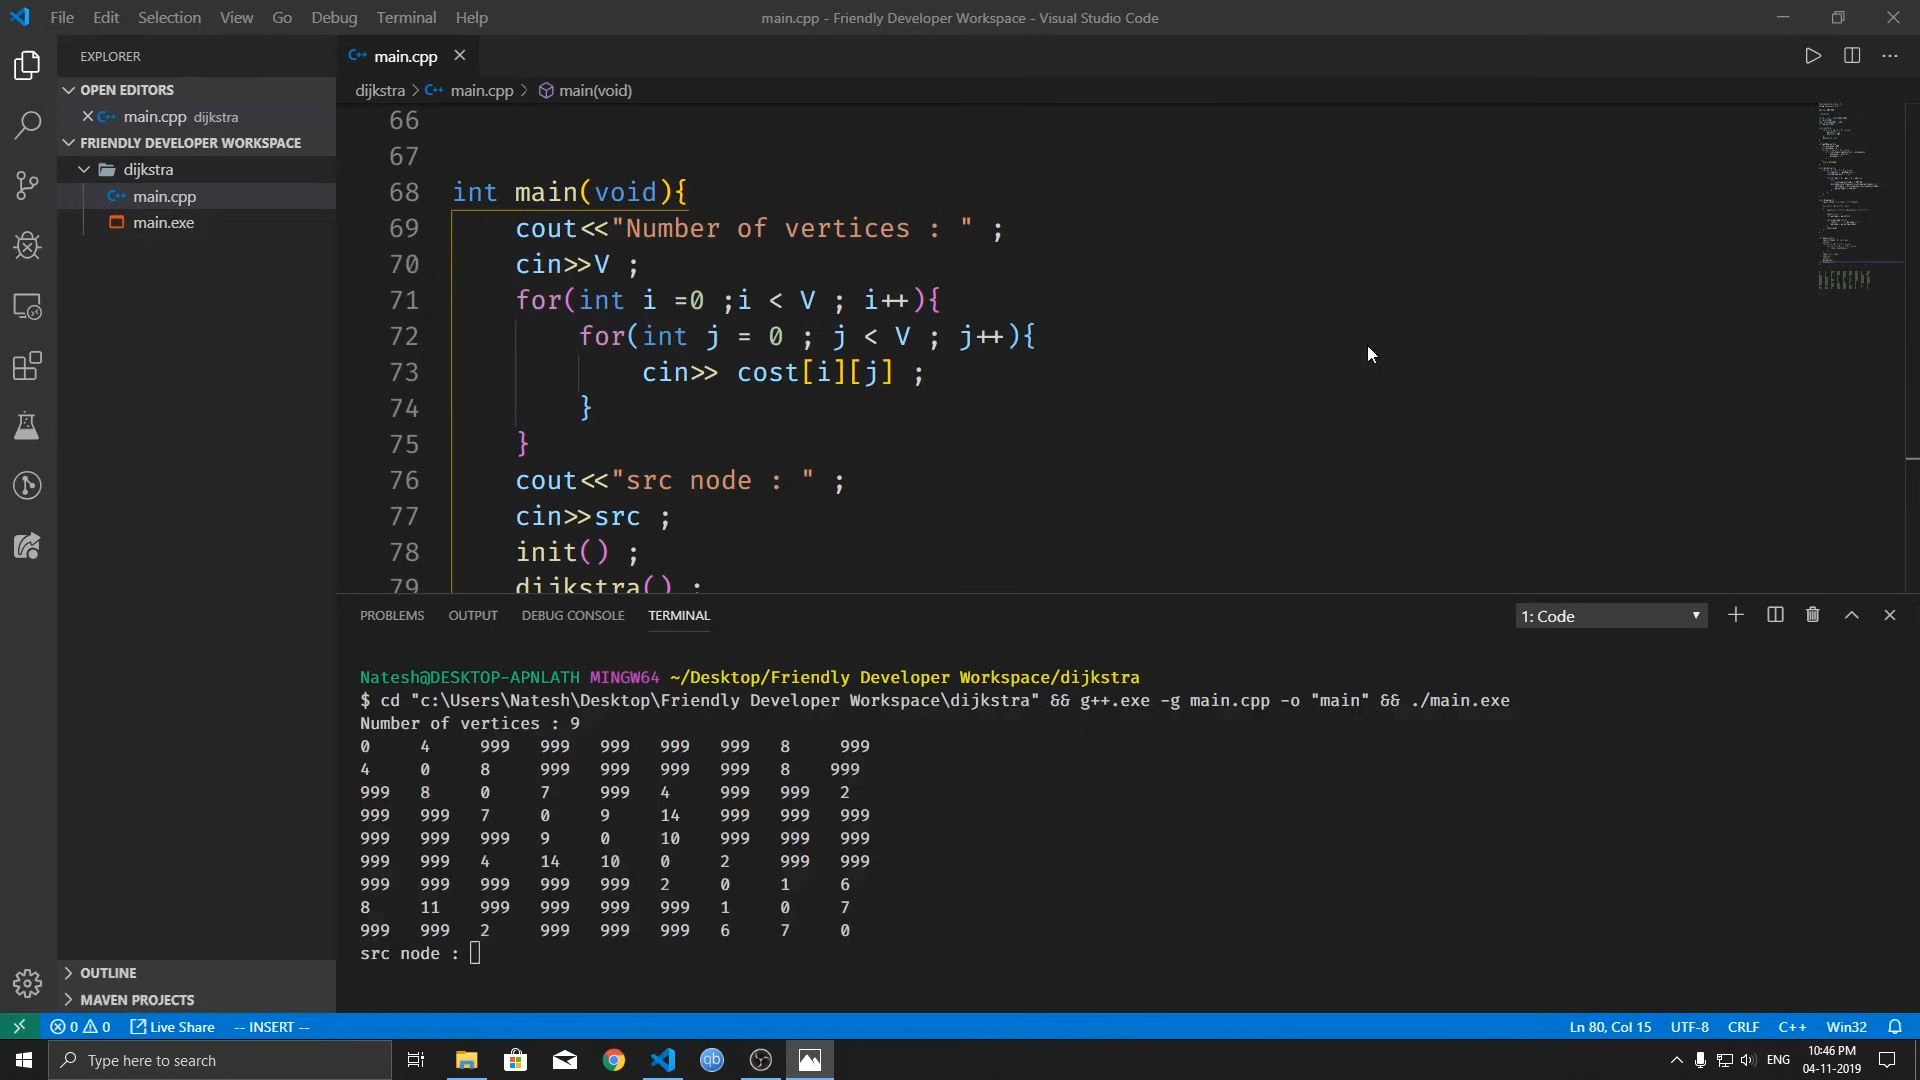 File Edit Selection View Go Debug Terminal Help
main.cpp - Friendly Developer Workspace - Visual Studio Code
EXPLORER
OPEN EDITORS
main.cpp dijkstra
FRIENDLY DEVELOPER WORKSPACE
dijkstra
main.cpp
main.exe
OUTLINE
MAVEN PROJECTS
main.cpp
dijkstra > main.cpp > main(void)
66
67
68 int main(void){
69 cout<<"Number of vertices : " ;
70 cin>>V ;
71 for(int i =0 ;i < V ; i++){
72 for(int j = 0 ; j < V ; j++){
73 cin>> cost[i][j] ;
74 }
75 }
76 cout<<"src node : " ;
77 cin>>src ;
78 init() ;
79 dijkstra() ;
PROBLEMS OUTPUT DEBUG CONSOLE TERMINAL
1: Code
Natesh@DESKTOP-APNLATH MINGW64 ~/Desktop/Friendly Developer Workspace/dijkstra
$ cd "c:\Users\Natesh\Desktop\Friendly Developer Workspace\dijkstra" && g++.exe -g main.cpp -o "main" && ./main.exe
Number of vertices : 9
0 4 999 999 999 999 999 8 999
4 0 8 999 999 999 999 8 999
999 8 0 7 999 4 999 999 2
999 999 7 0 9 14 999 999 999
999 999 999 9 0 10 999 999 999
999 999 4 14 10 0 2 999 999
999 999 999 999 999 2 0 1 6
8 11 999 999 999 999 1 0 7
999 999 2 999 999 999 6 7 0
src node :
0 0 Live Share -- INSERT --
Ln 80, Col 15 UTF-8 CRLF C++ Win32
Type here to search
qb
ENG
10:46 PM
04-11-2019